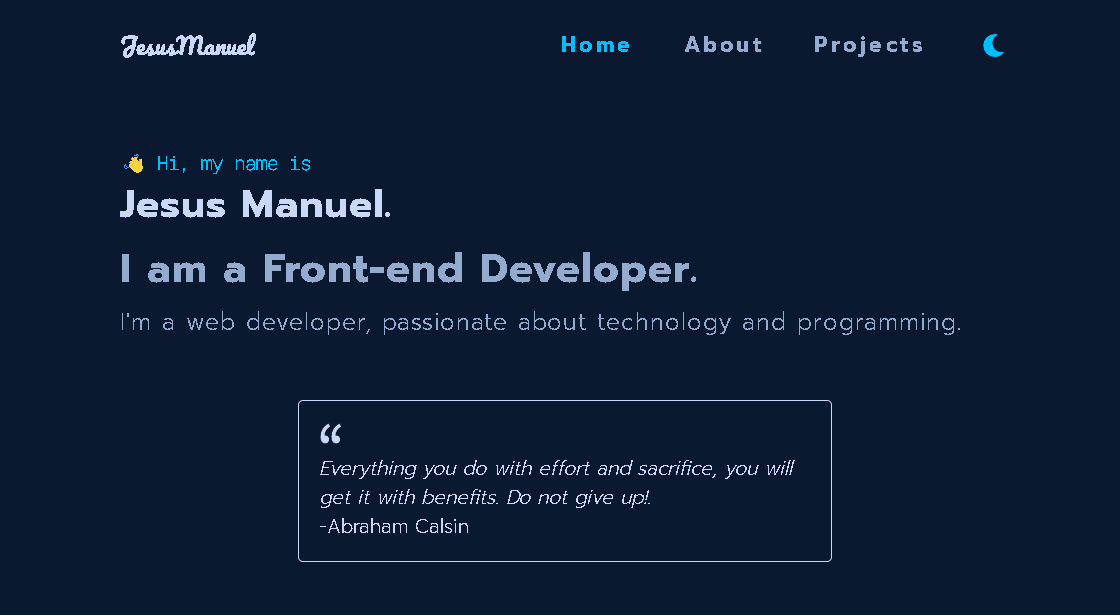 JesusManuel
Home About Projects
👋 Hi, my name is
Jesus Manuel.
I am a Front-end Developer.
I'm a web developer, passionate about technology and programming.
“
Everything you do with effort and sacrifice, you will
get it with benefits. Do not give up!.
-Abraham Calsin